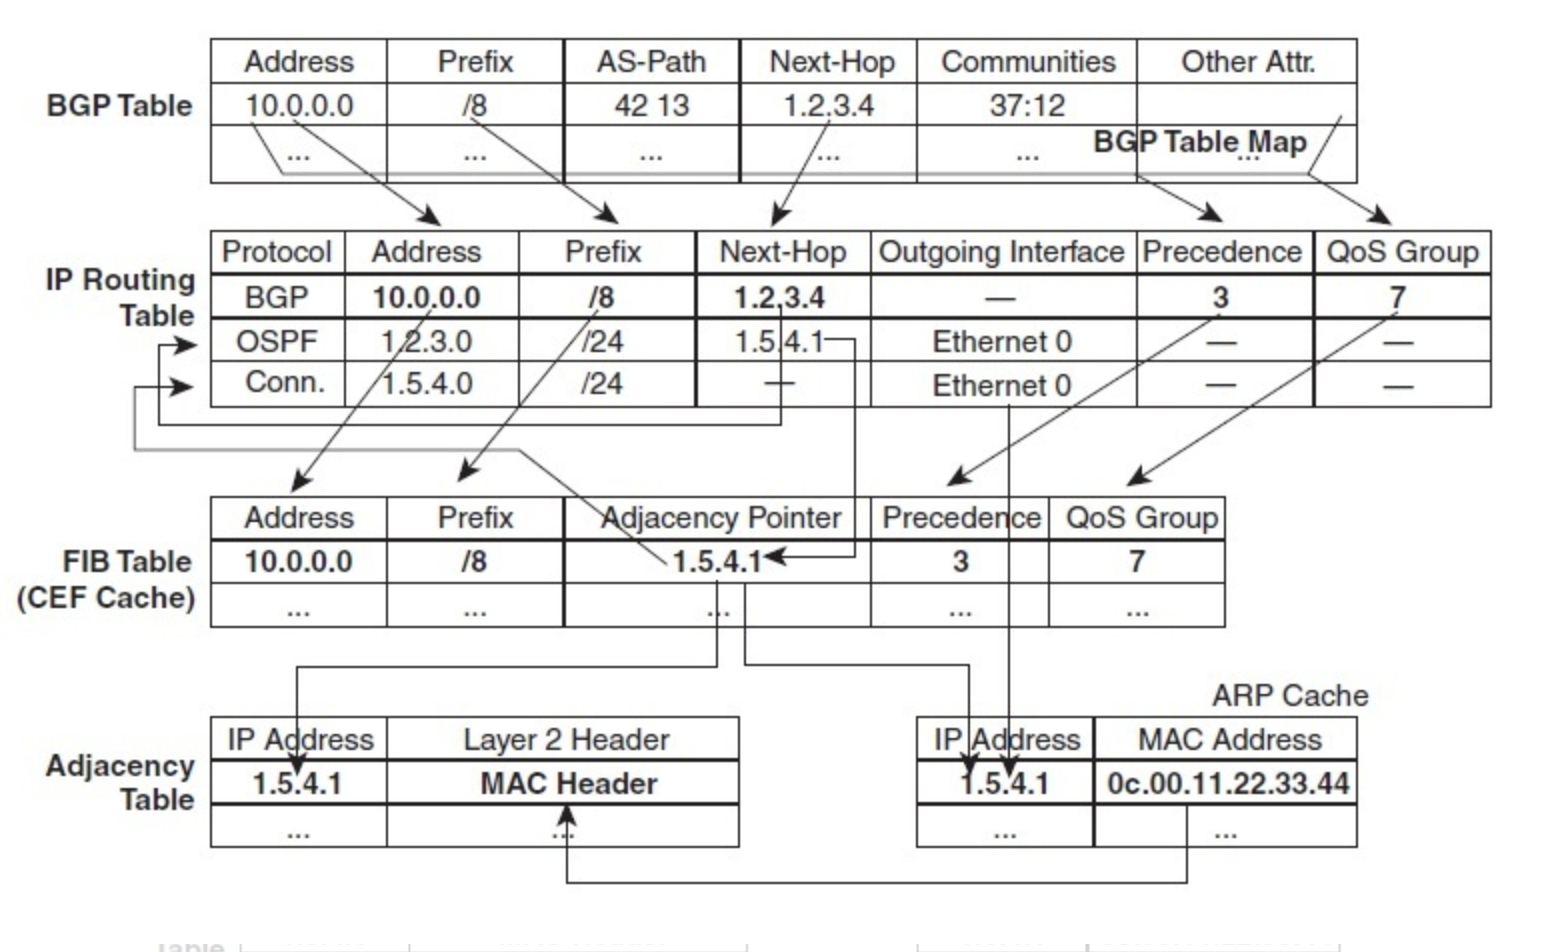 Address Prefix AS-Path Next-Hop Communities Other Attr.
BGP Table 10.0.0.0 /8 42 13 1.2.3.4 37:12
BGP Table Map
... ... ... ... ... ...
Protocol Address Prefix Next-Hop Outgoing Interface Precedence QoS Group
IP Routing
Table
BGP 10.0.0.0 /8 1.2.3.4 — 3 7
OSPF 1.2.3.0 /24 1.5.4.1 Ethernet 0 — —
Conn. 1.5.4.0 /24 — Ethernet 0 — —
Address Prefix Adjacency Pointer Precedence QoS Group
FIB Table
(CEF Cache)
10.0.0.0 /8 1.5.4.1 3 7
... ... ... ... ...
ARP Cache
IP Address Layer 2 Header IP Address MAC Address
Adjacency
Table
1.5.4.1 MAC Header 1.5.4.1 0c.00.11.22.33.44
... ... ... ...
Table